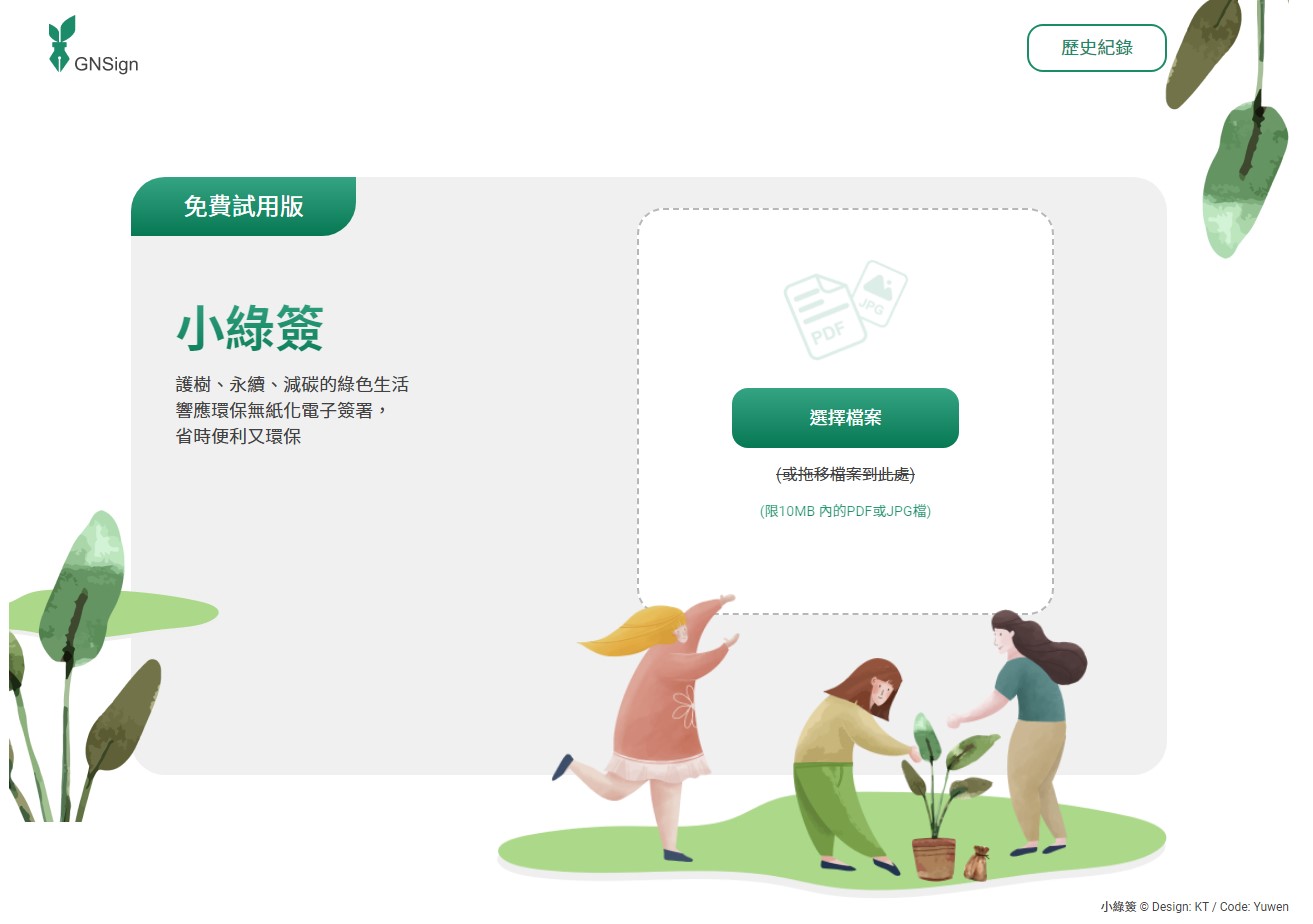 GNSign
歷史紀錄
免費試用版
小綠簽
護樹、永續、減碳的綠色生活
響應環保無紙化電子簽署，
省時便利又環保
PDF
JPG
選擇檔案
(或拖移檔案到此處)
(限10MB 內的PDF或JPG檔)
小綠簽 © Design: KT / Code: Yuwen